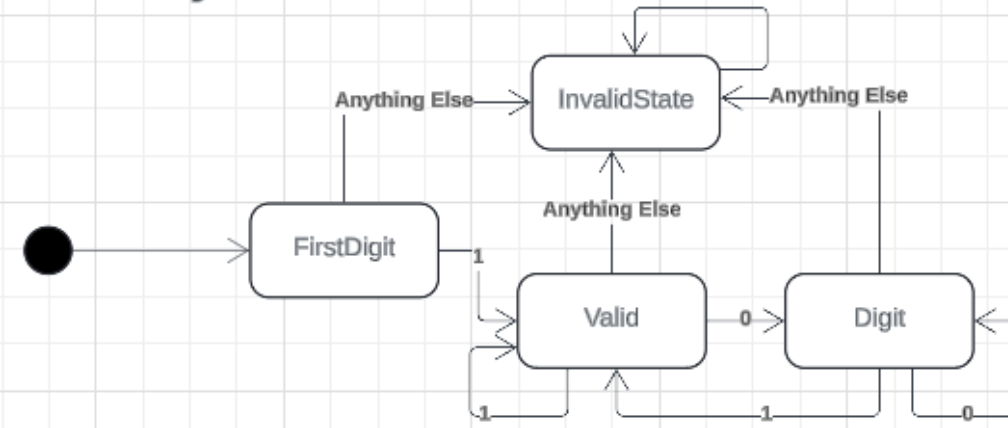 InvalidState
Anything Else
Anything Else
Anything Else
FirstDigit
1
Valid
0
Digit
1
1
0